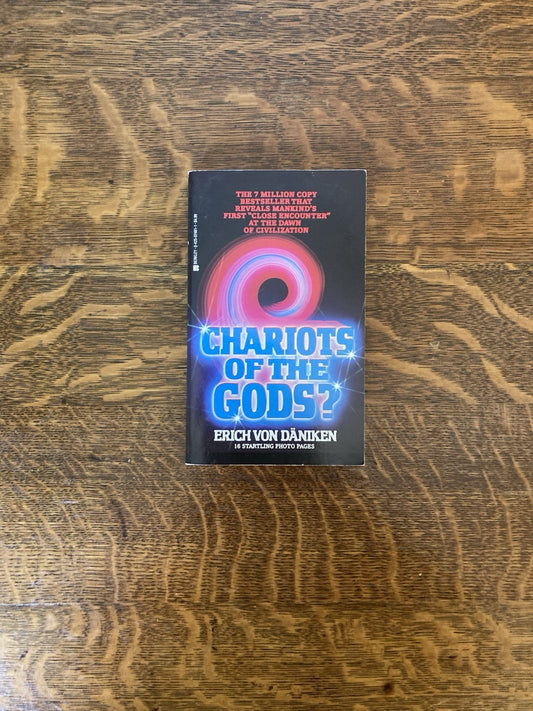 THE 7 MILLION COPY
BESTSELLER THAT
REVEALS MANKIND'S
FIRST "CLOSE ENCOUNTER"
AT THE DAWN
OF CIVILIZATION
CHARIOTS
OF THE
GODS?
ERICH VON DÄNIKEN
16 STARTLING PHOTO PAGES